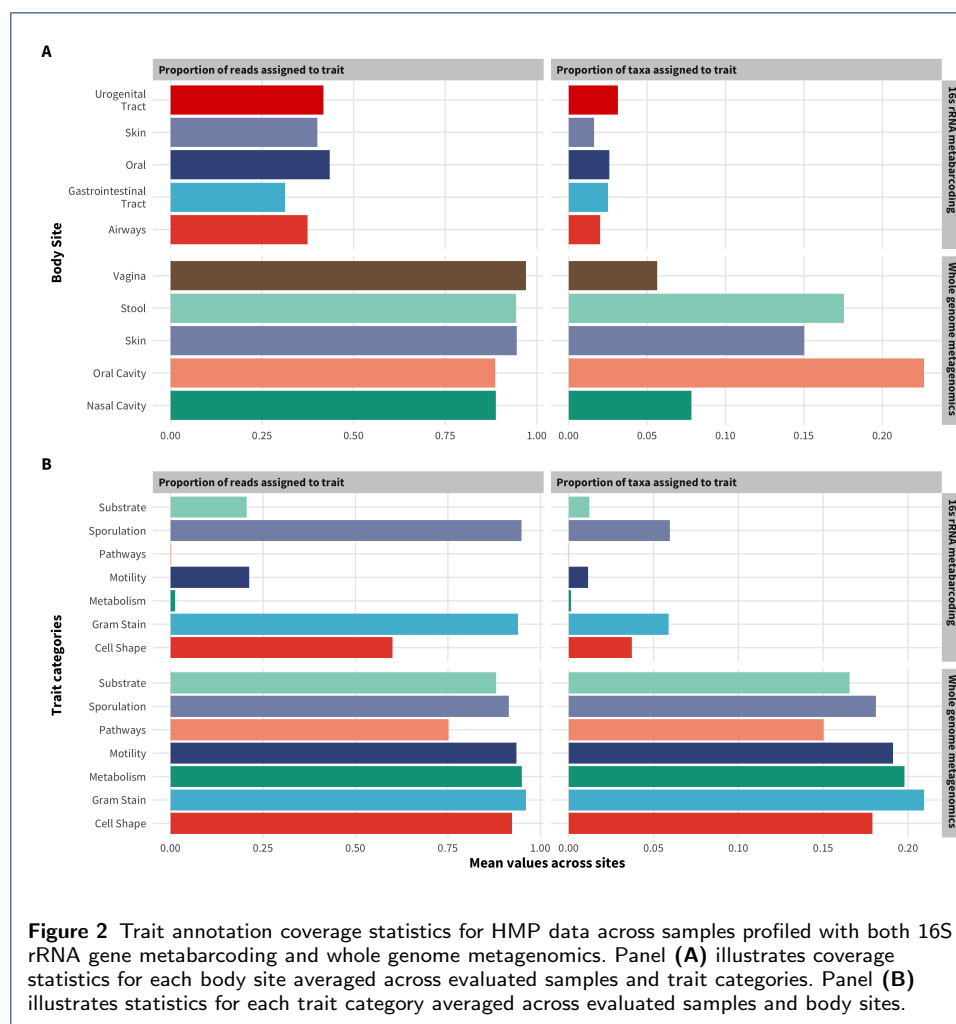 A
Proportion of reads assigned to trait
Proportion of taxa assigned to trait
Urogenital
Tract
Skin
Oral
Gastrointestinal
Tract
Airways
16s rRNA metabarcoding
Body Site
Vagina
Stool
Skin
Oral Cavity
Nasal Cavity
Whole genome metagenomics
0.00 0.25 0.50 0.75 1.00
0.00 0.05 0.10 0.15 0.20
B
Proportion of reads assigned to trait
Proportion of taxa assigned to trait
Substrate
Sporulation
Pathways
Motility
Metabolism
Gram Stain
Cell Shape
16s rRNA metabarcoding
Trait categories
Substrate
Sporulation
Pathways
Motility
Metabolism
Gram Stain
Cell Shape
Whole genome metagenomics
0.00 0.25 0.50 0.75 1.00
0.00 0.05 0.10 0.15 0.20
Mean values across sites
Figure 2 Trait annotation coverage statistics for HMP data across samples profiled with both 16S
rRNA gene metabarcoding and whole genome metagenomics. Panel (A) illustrates coverage
statistics for each body site averaged across evaluated samples and trait categories. Panel (B)
illustrates statistics for each trait category averaged across evaluated samples and body sites.